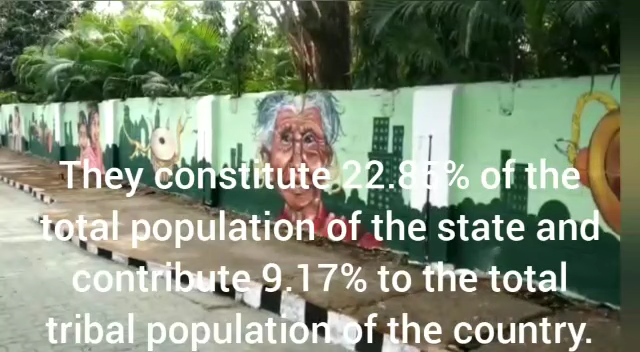 They constitute 22.85% of the
total population of the state and
contribute 9.17% to the total
tribal population of the country.